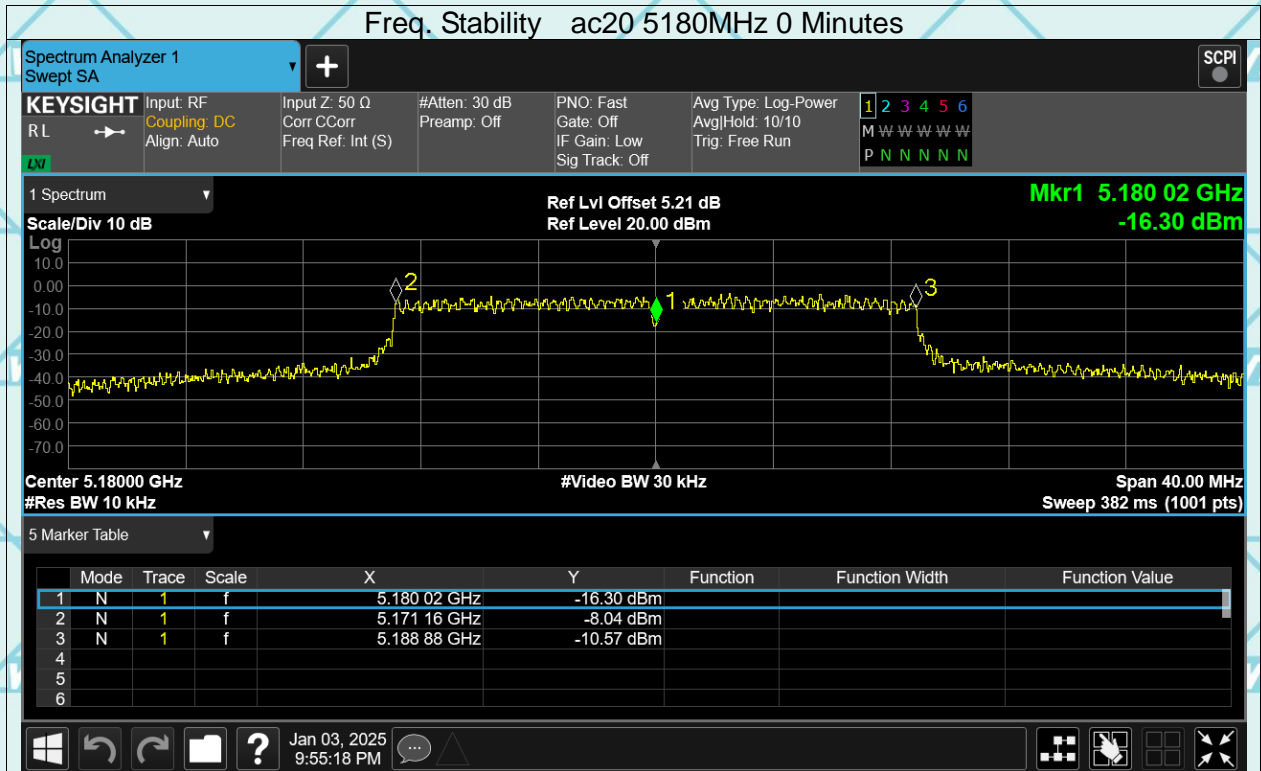 Freq. Stability ac20 5180MHz 0 Minutes
Spectrum Analyzer 1
Swept SA
+
SCPI
KEYSIGHT
R L
LXI
Input: RF
Coupling: DC
Align: Auto
Input Z: 50 Ω
Corr CCorr
Freq Ref: Int (S)
#Atten: 30 dB
Preamp: Off
PNO: Fast
Gate: Off
IF Gain: Low
Sig Track: Off
Avg Type: Log-Power
Avg|Hold: 10/10
Trig: Free Run
1 2 3 4 5 6
M W W W W W
P N N N N N
1 Spectrum
Scale/Div 10 dB
Ref Lvl Offset 5.21 dB
Ref Level 20.00 dBm
Mkr1 5.180 02 GHz
-16.30 dBm
Log
10.0
0.00
-10.0
-20.0
-30.0
-40.0
-50.0
-60.0
-70.0
2
1
3
Center 5.18000 GHz
#Res BW 10 kHz
#Video BW 30 kHz
Span 40.00 MHz
Sweep 382 ms (1001 pts)
5 Marker Table
Mode Trace Scale X Y Function Function Width Function Value
1 N 1 f 5.180 02 GHz -16.30 dBm
2 N 1 f 5.171 16 GHz -8.04 dBm
3 N 1 f 5.188 88 GHz -10.57 dBm
4
5
6
?
Jan 03, 2025
9:55:18 PM